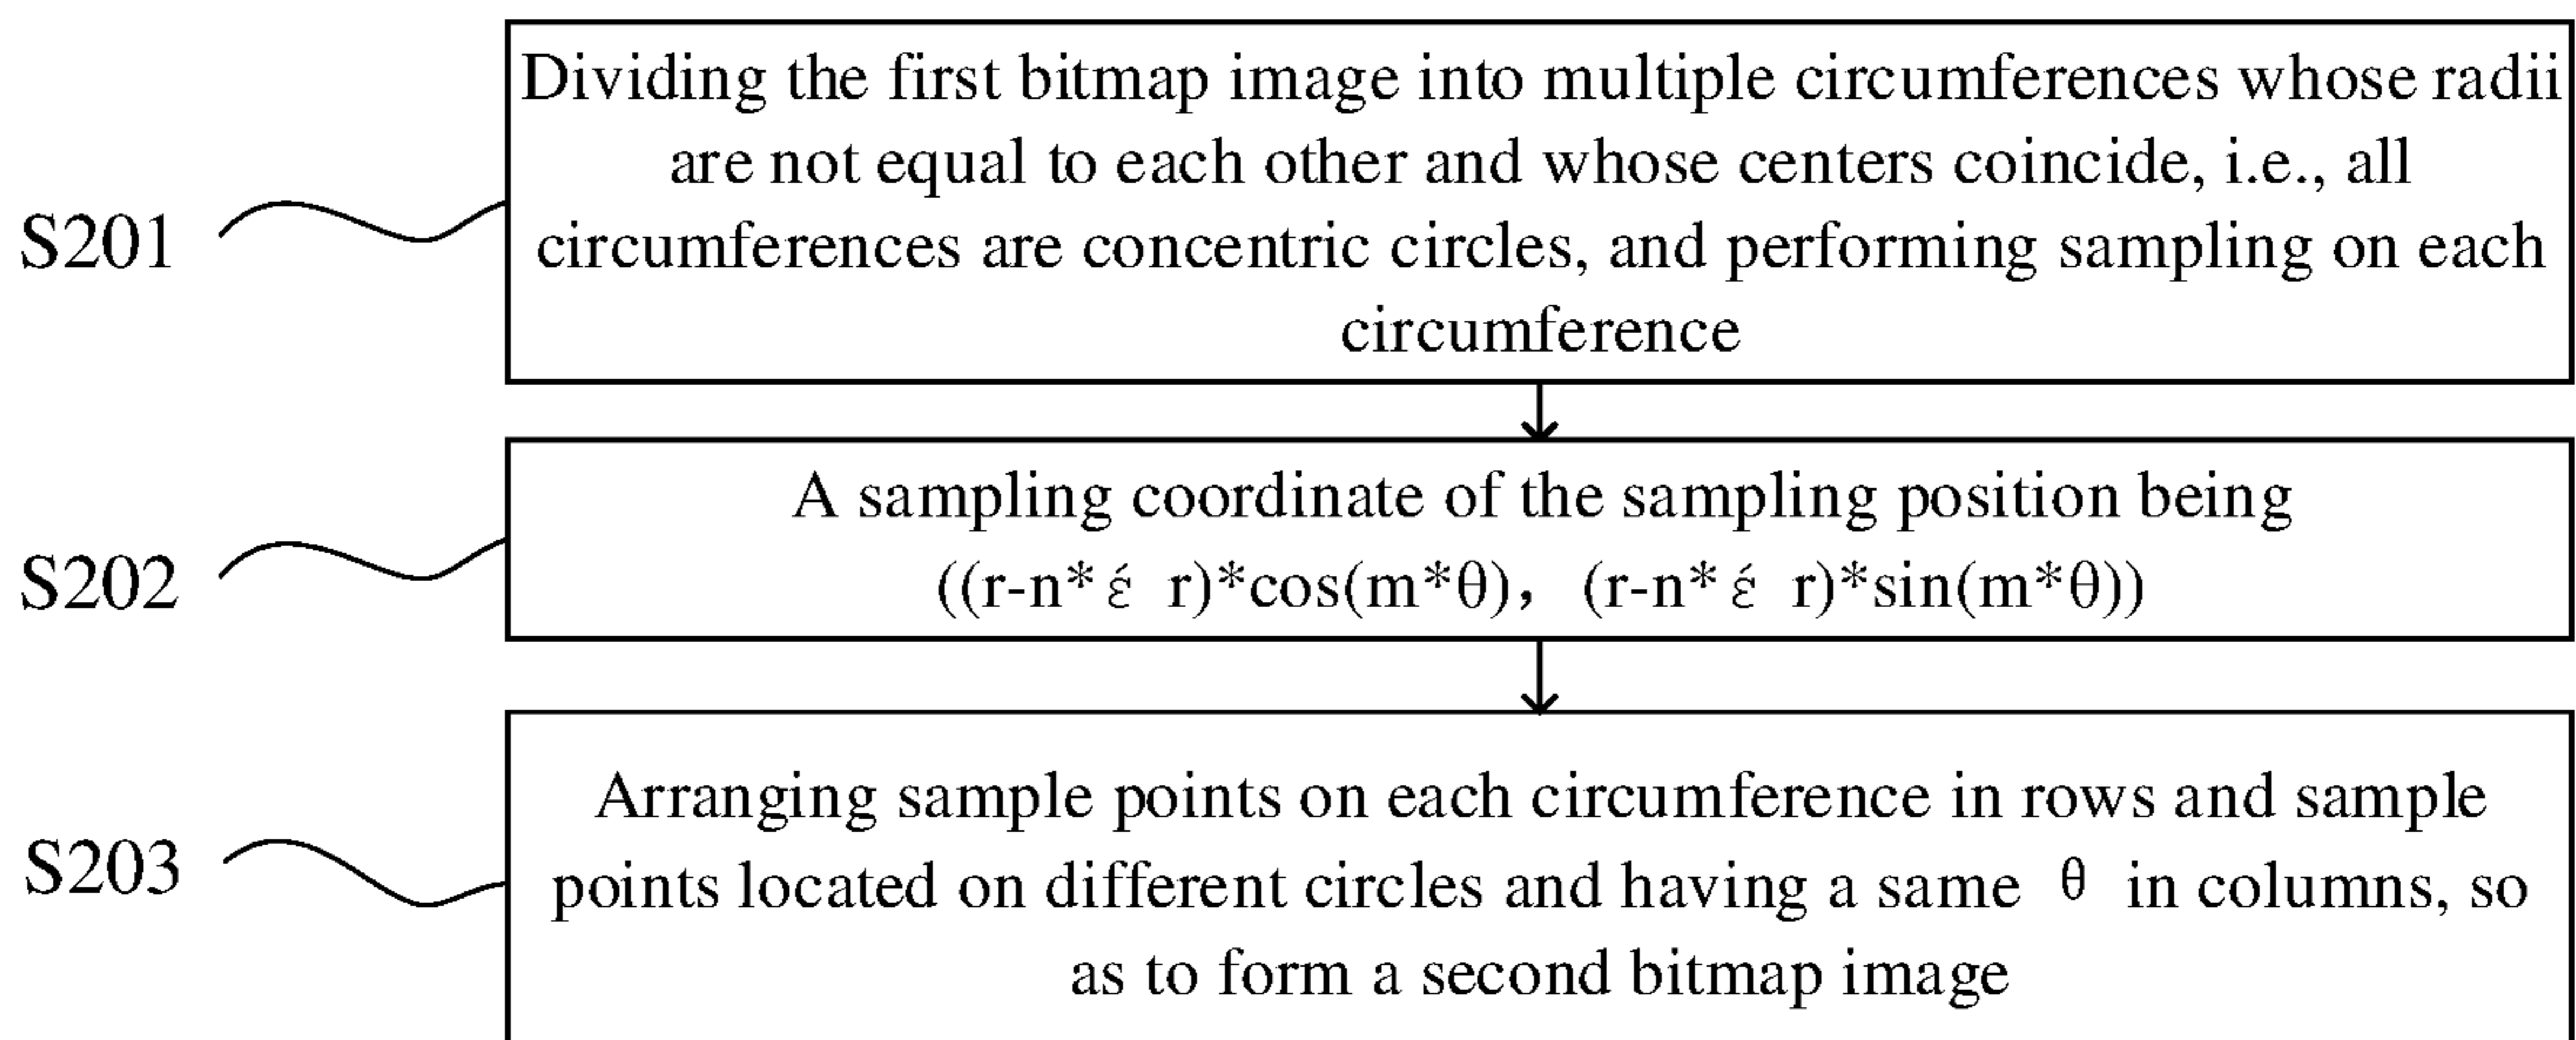 S201
Dividing the first bitmap image into multiple circumferences whose radii
are not equal to each other and whose centers coincide, i.e., all
circumferences are concentric circles, and performing sampling on each
circumference
S202
A sampling coordinate of the sampling position being
((r-n*έ r)*cos(m*θ), (r-n*έ r)*sin(m*θ))
S203
Arranging sample points on each circumference in rows and sample
points located on different circles and having a same θ in columns, so
as to form a second bitmap image